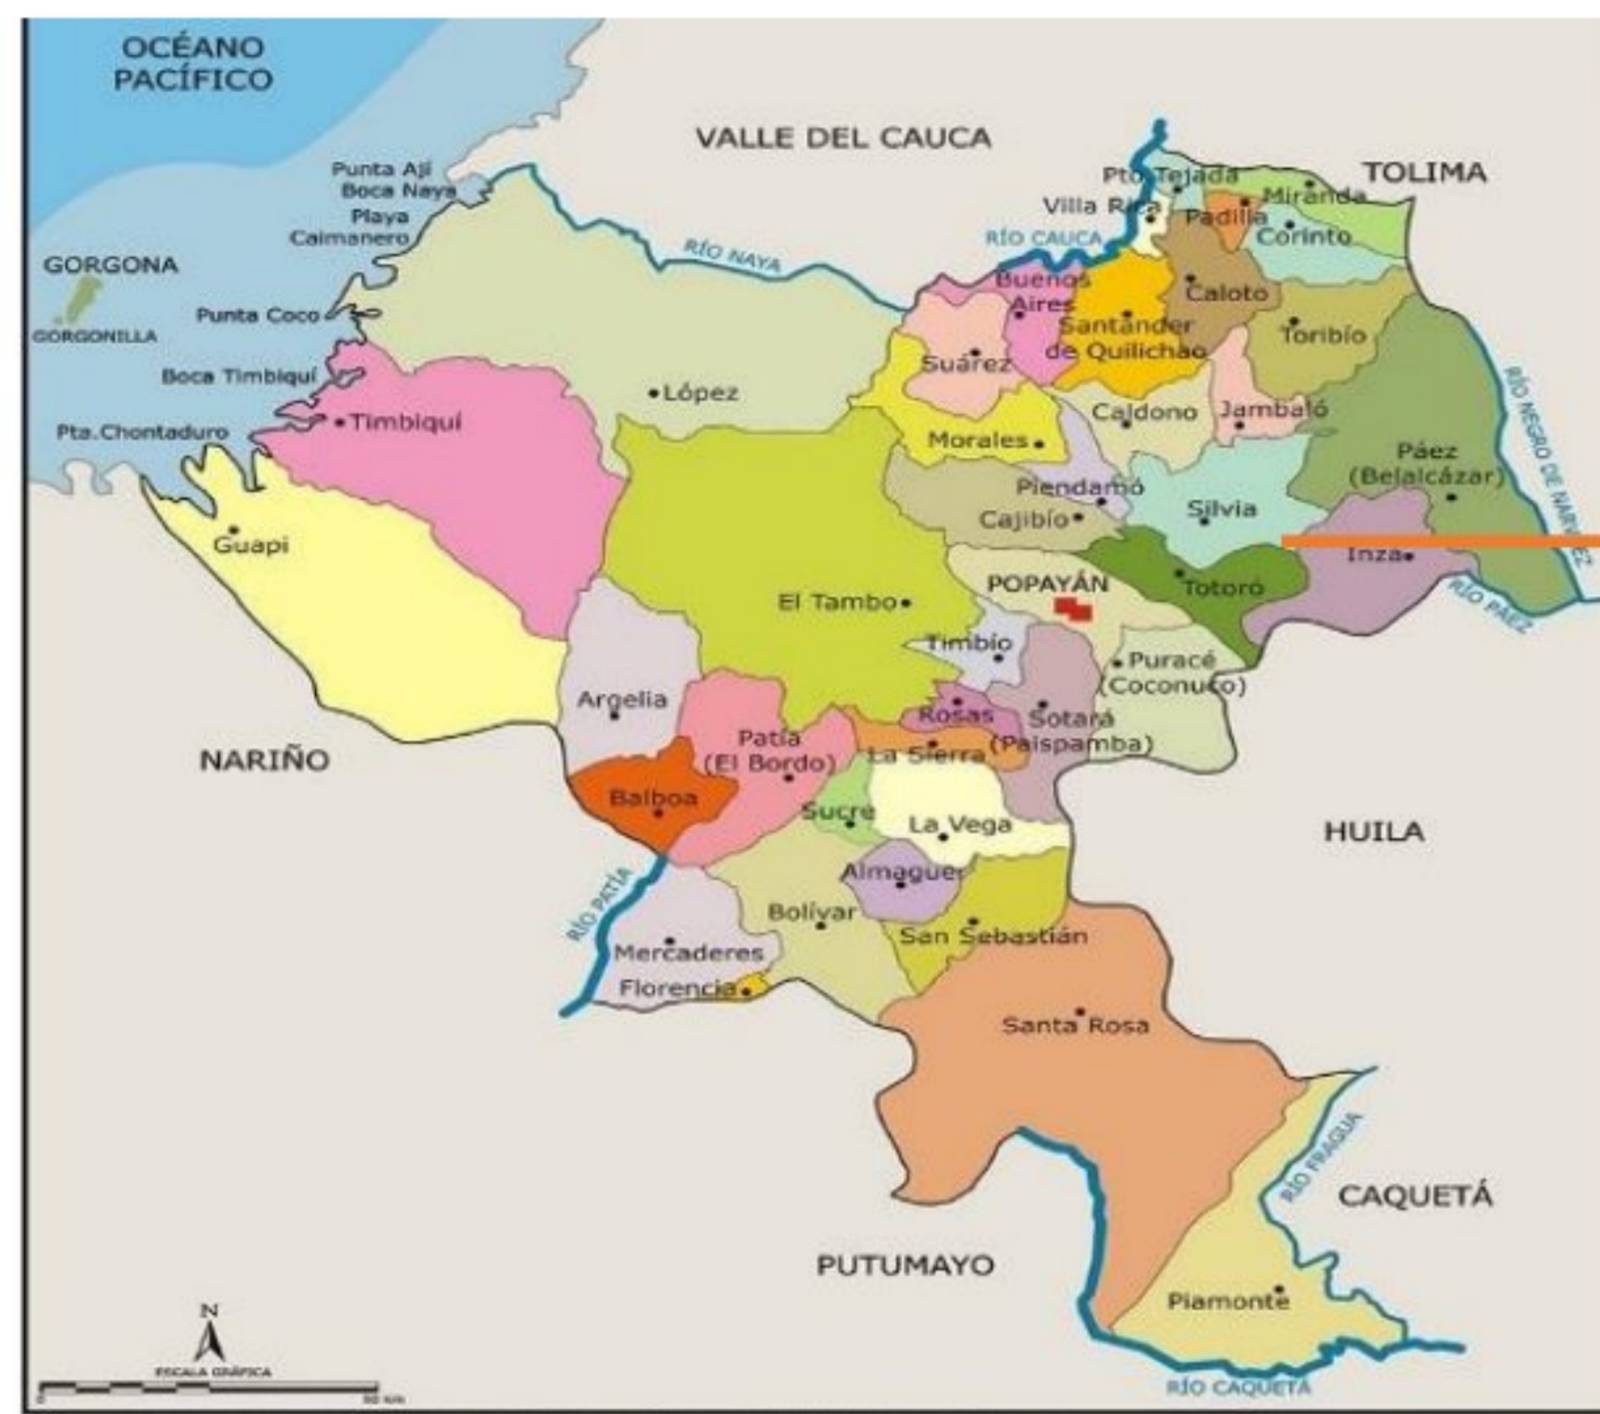 OCÉANO
PACÍFICO
VALLE DEL CAUCA
TOLIMA
Punta Ají
Boca Naya
Playa
Caimanero
Pto Tejada
Miranda
Villa Rica
Padilla
Corinto
RÍO CAUCA
RÍO NAYA
GORGONA
GORGONILLA
Punta Coco
Buenos
Aires
Caloto
Santander
de Quilichao
Toribío
Suárez
Boca Timbiquí
López
Timbiquí
Pta.Chontaduro
Caldono
Jambaló
Morales
Páez
(Belalcázar)
RÍO NEGRO DE NARVÁEZ
Piendamó
Cajibío
Silvia
Guapi
Inza
POPAYÁN
Totoró
RÍO PÁEZ
El Tambo
Timbío
Puracé
(Coconuco)
Argelia
Rosas
Sotará
(Paispamba)
Patía
(El Bordo)
La Sierra
NARIÑO
Balboa
Sucre
La Vega
HUILA
Almaguer
RÍO PATÍA
Bolívar
San Sebastián
Mercaderes
Florencia
Santa Rosa
RÍO FRAGUA
CAQUETÁ
PUTUMAYO
Piamonte
N
ESCALA GRÁFICA
0
50 km
RÍO CAQUETÁ